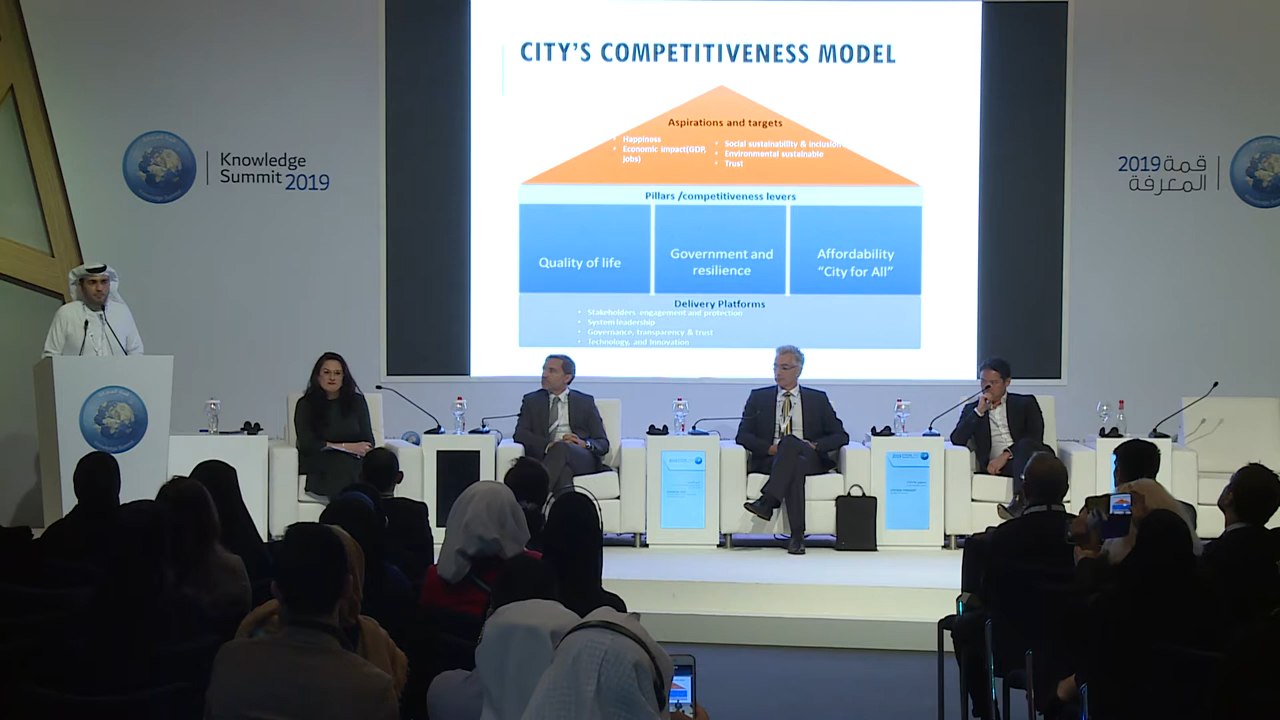 CITY'S COMPETITIVENESS MODEL
Aspirations and targets
• Happiness
• Economic impact(GDP, jobs)
• Social sustainability & inclusion
• Environmental sustainable
• Trust
Pillars /competitiveness levers
Quality of life
Government and
resilience
Affordability
“City for All”
Delivery Platforms
• Stakeholders engagement and protection
• System leadership
• Governance, transparency & trust
• Technology, and Innovation
Knowledge
Summit 2019
قمة 2019
المعرفة